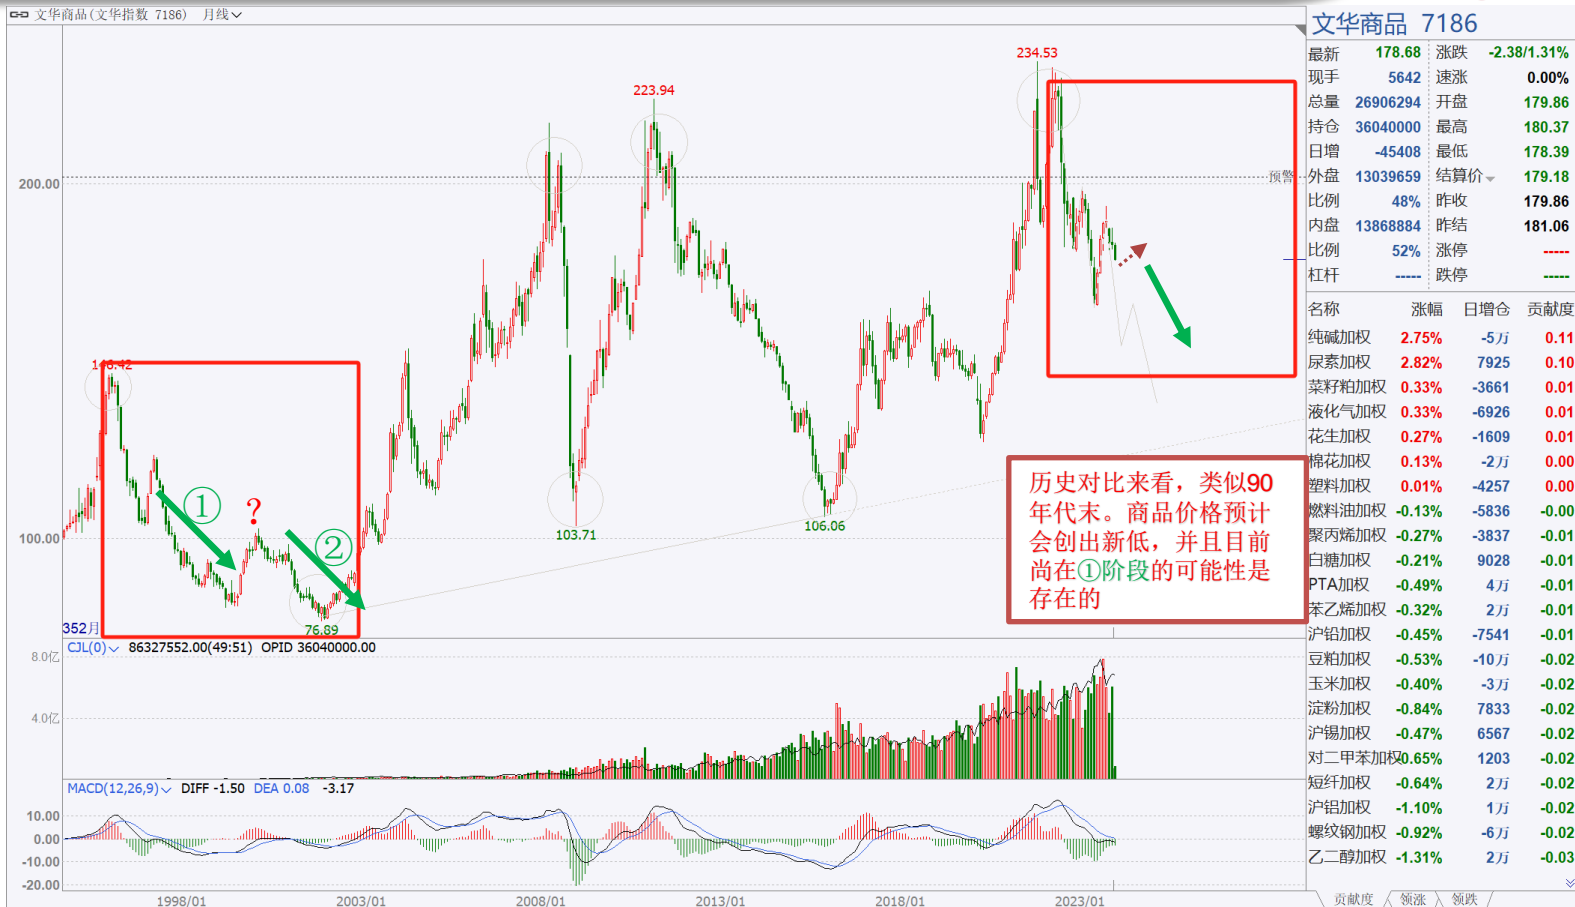 文华商品(文华指数 7186) 月线
234.53
223.94
200.00
预警
146.42
①
?
②
100.00
103.71
106.06
历史对比来看，类似90
年代末。商品价格预计
会创出新低，并且目前
尚在①阶段的可能性是
存在的
76.89
352月
CJL(0) 86327552.00(49:51) OPID 36040000.00
8.0亿
4.0亿
MACD(12,26,9) DIFF -1.50 DEA 0.08 -3.17
10.00
0.00
-10.00
-20.00
1998/01 2003/01 2008/01 2013/01 2018/01 2023/01
文华商品 7186
最新 178.68 涨跌 -2.38/1.31%
现手 5642 速涨 0.00%
总量 26906294 开盘 179.86
持仓 36040000 最高 180.37
日增 -45408 最低 178.39
外盘 13039659 结算价 179.18
比例 48% 昨收 179.86
内盘 13868884 昨结 181.06
比例 52% 涨停 -----
杠杆 ----- 跌停 -----
名称 涨幅 日增仓 贡献度
纯碱加权 2.75% -5万 0.11
尿素加权 2.82% 7925 0.10
菜籽粕加权 0.33% -3661 0.01
液化气加权 0.33% -6926 0.01
花生加权 0.27% -1609 0.01
棉花加权 0.13% -2万 0.00
塑料加权 0.01% -4257 0.00
燃料油加权 -0.13% -5836 -0.00
聚丙烯加权 -0.27% -3837 -0.01
白糖加权 -0.21% 9028 -0.01
PTA加权 -0.49% 4万 -0.01
苯乙烯加权 -0.32% 2万 -0.01
沪铅加权 -0.45% -7541 -0.01
豆粕加权 -0.53% -10万 -0.02
玉米加权 -0.40% -3万 -0.02
淀粉加权 -0.84% 7833 -0.02
沪锡加权 -0.47% 6567 -0.02
对二甲苯加权 0.65% 1203 -0.02
短纤加权 -0.64% 2万 -0.02
沪铝加权 -1.10% 1万 -0.02
螺纹钢加权 -0.92% -6万 -0.02
乙二醇加权 -1.31% 2万 -0.03
贡献度 领涨 领跌